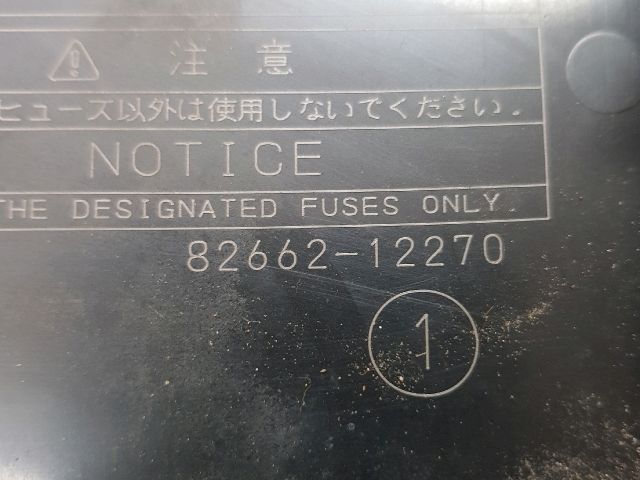 注 意
ヒューズ以外は使用しないでください.
NOTICE
THE DESIGNATED FUSES ONLY
82662-12270
1